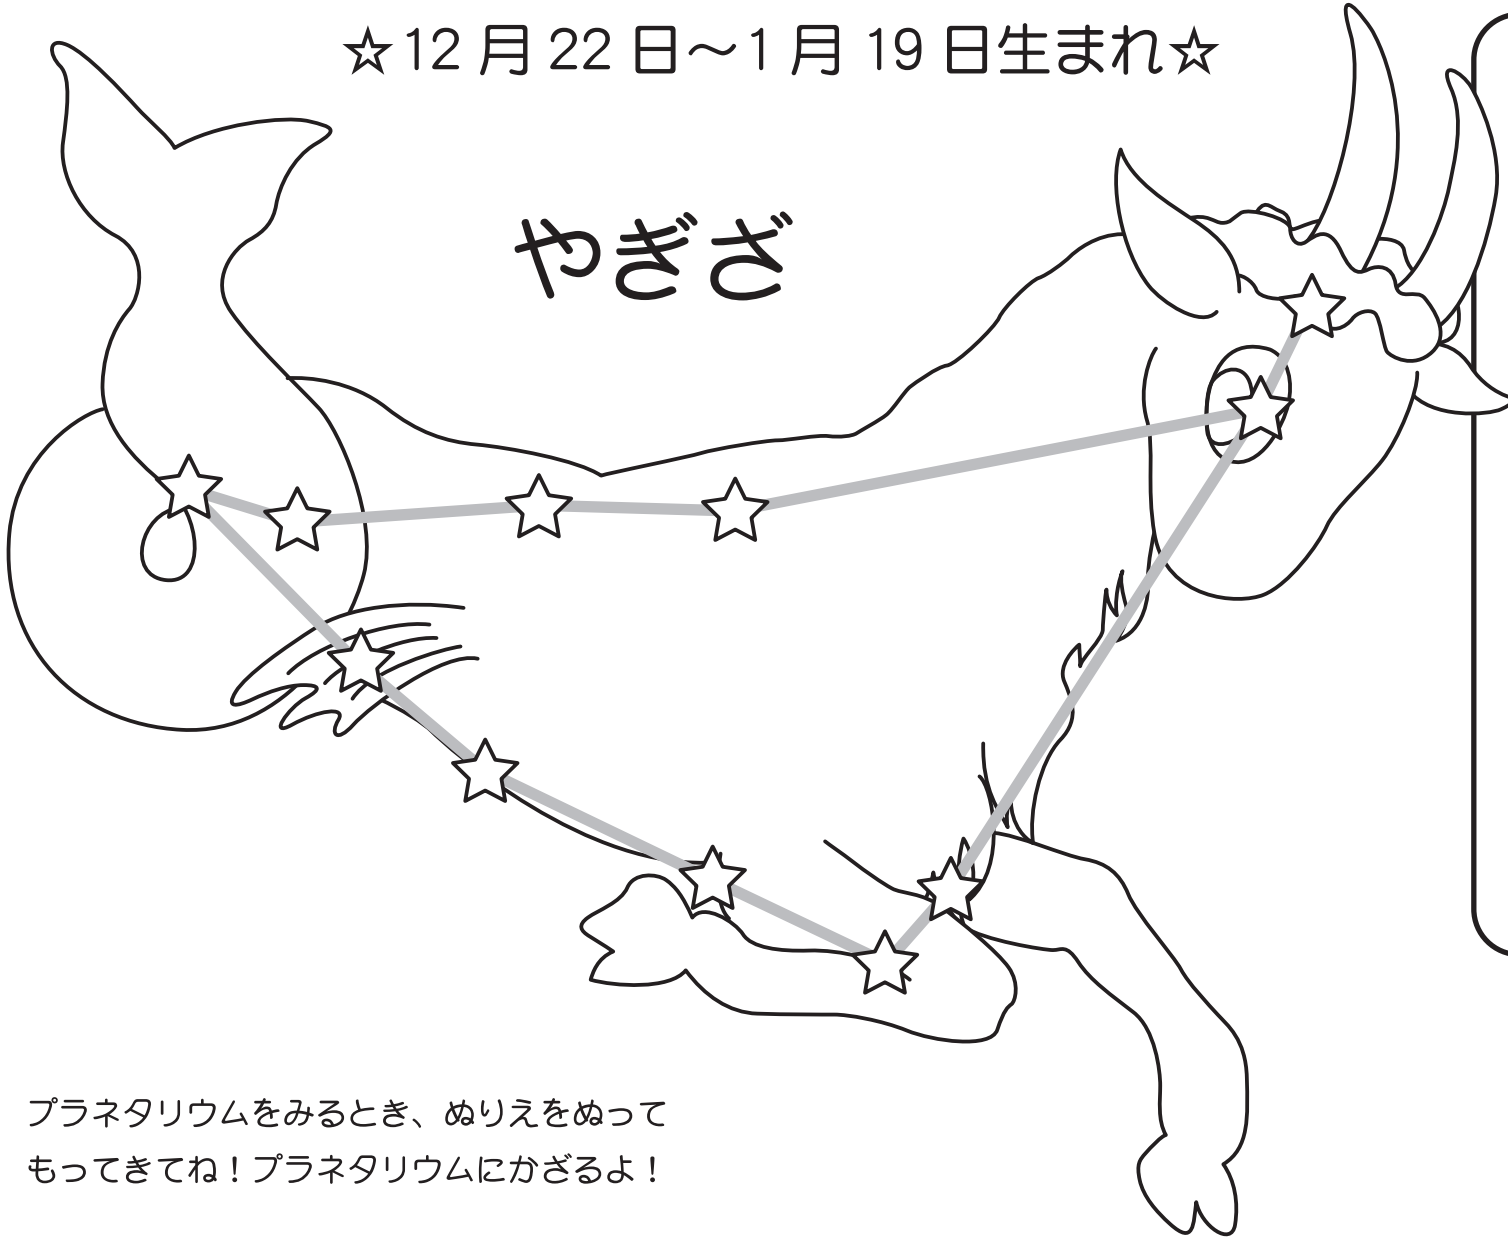 ☆12月22日～1月19日生まれ☆
やぎざ
プラネタリウムをみるとき、ぬりえをぬって
もってきてね！プラネタリウムにかざるよ！